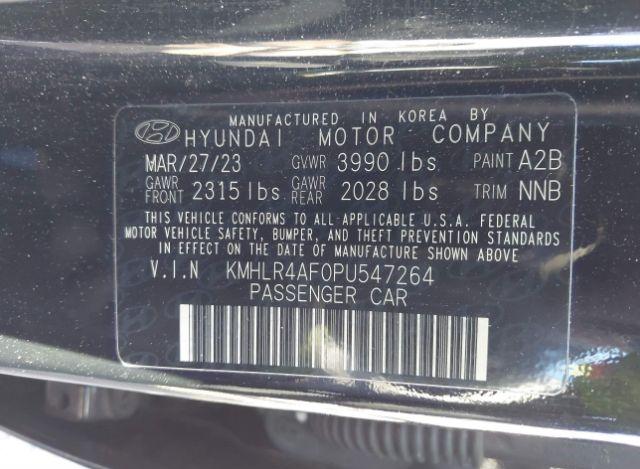 MANUFACTURED IN KOREA BY
HYUNDAI MOTOR COMPANY
MAR/27/23 GVWR 3990 lbs PAINT A2B
GAWR FRONT 2315 lbs GAWR REAR 2028 lbs TRIM NNB
THIS VEHICLE CONFORMS TO ALL APPLICABLE U.S.A. FEDERAL
MOTOR VEHICLE SAFETY, BUMPER, AND THEFT PREVENTION STANDARDS
IN EFFECT ON THE DATE OF MANUFACTURE SHOWN ABOVE.
V.I.N KMHLR4AF0PU547264
PASSENGER CAR